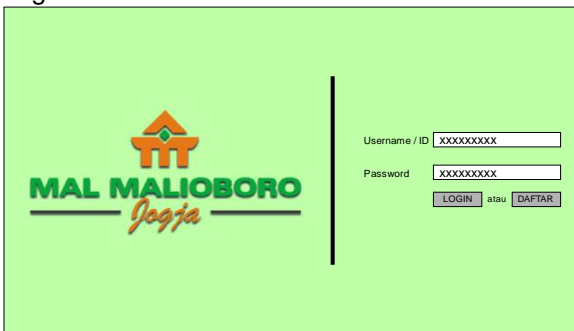 MAL MALIOBORO
Jogja
Username / ID XXXXXXXXX
Password XXXXXXXXX
LOGIN atau DAFTAR